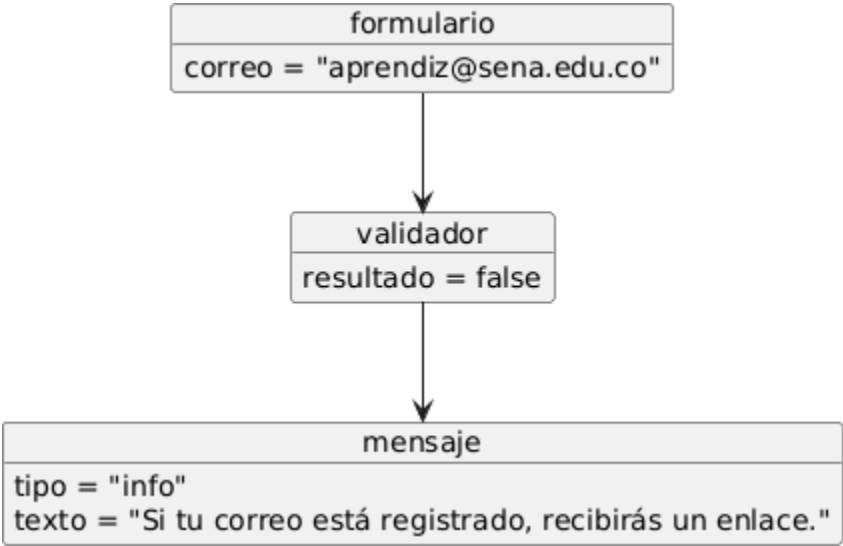 formulario
correo = "aprendiz@sena.edu.co"
validador
resultado = false
mensaje
tipo = "info"
texto = "Si tu correo está registrado, recibirás un enlace."